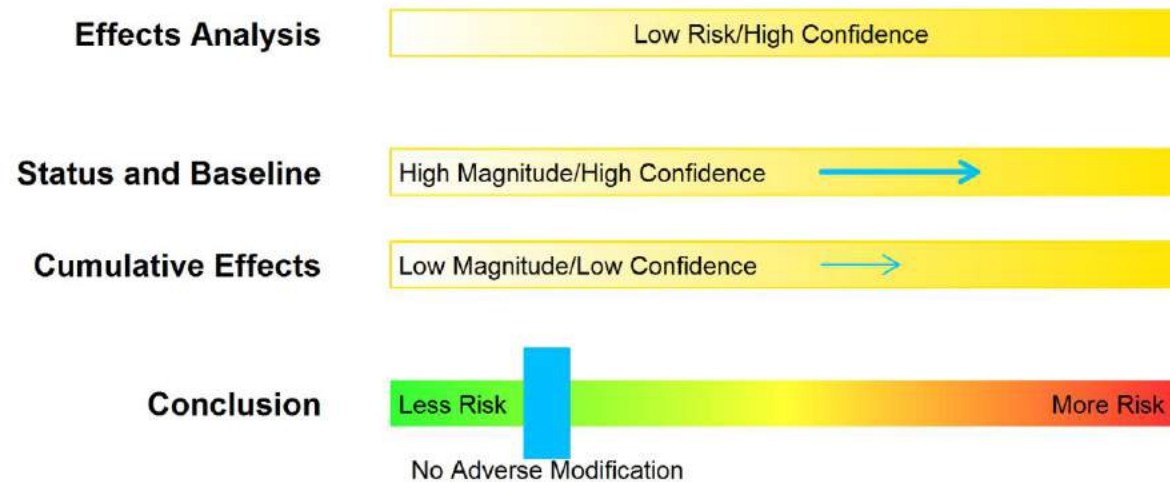 Effects Analysis
Low Risk/High Confidence
Status and Baseline
High Magnitude/High Confidence
Cumulative Effects
Low Magnitude/Low Confidence
Conclusion
Less Risk
More Risk
No Adverse Modification